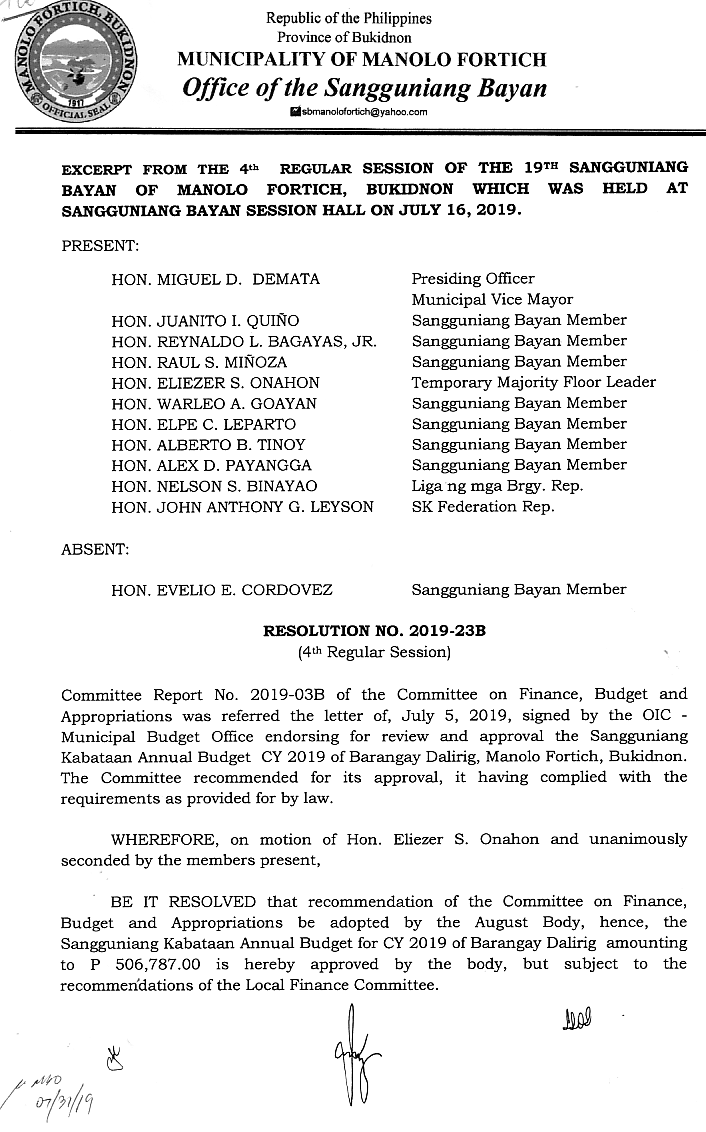 MANOLO FORTICH, BUKIDNON
1917
OFFICIAL SEAL
Republic of the Philippines
Province of Bukidnon
MUNICIPALITY OF MANOLO FORTICH
Office of the Sangguniang Bayan
sbmanolofortich@yahoo.com
EXCERPT FROM THE 4th REGULAR SESSION OF THE 19TH SANGGUNIANG
BAYAN OF MANOLO FORTICH, BUKIDNON WHICH WAS HELD AT
SANGGUNIANG BAYAN SESSION HALL ON JULY 16, 2019.
PRESENT:
HON. MIGUEL D. DEMATA Presiding Officer
Municipal Vice Mayor
HON. JUANITO I. QUIÑO Sangguniang Bayan Member
HON. REYNALDO L. BAGAYAS, JR. Sangguniang Bayan Member
HON. RAUL S. MIÑOZA Sangguniang Bayan Member
HON. ELIEZER S. ONAHON Temporary Majority Floor Leader
HON. WARLEO A. GOAYAN Sangguniang Bayan Member
HON. ELPE C. LEPARTO Sangguniang Bayan Member
HON. ALBERTO B. TINOY Sangguniang Bayan Member
HON. ALEX D. PAYANGGA Sangguniang Bayan Member
HON. NELSON S. BINAYAO Liga ng mga Brgy. Rep.
HON. JOHN ANTHONY G. LEYSON SK Federation Rep.
ABSENT:
HON. EVELIO E. CORDOVEZ Sangguniang Bayan Member
RESOLUTION NO. 2019-23B
(4th Regular Session)
Committee Report No. 2019-03B of the Committee on Finance, Budget and
Appropriations was referred the letter of, July 5, 2019, signed by the OIC -
Municipal Budget Office endorsing for review and approval the Sangguniang
Kabataan Annual Budget CY 2019 of Barangay Dalirig, Manolo Fortich, Bukidnon.
The Committee recommended for its approval, it having complied with the
requirements as provided for by law.
WHEREFORE, on motion of Hon. Eliezer S. Onahon and unanimously
seconded by the members present,
BE IT RESOLVED that recommendation of the Committee on Finance,
Budget and Appropriations be adopted by the August Body, hence, the
Sangguniang Kabataan Annual Budget for CY 2019 of Barangay Dalirig amounting
to P 506,787.00 is hereby approved by the body, but subject to the
recommendations of the Local Finance Committee.
07/31/19